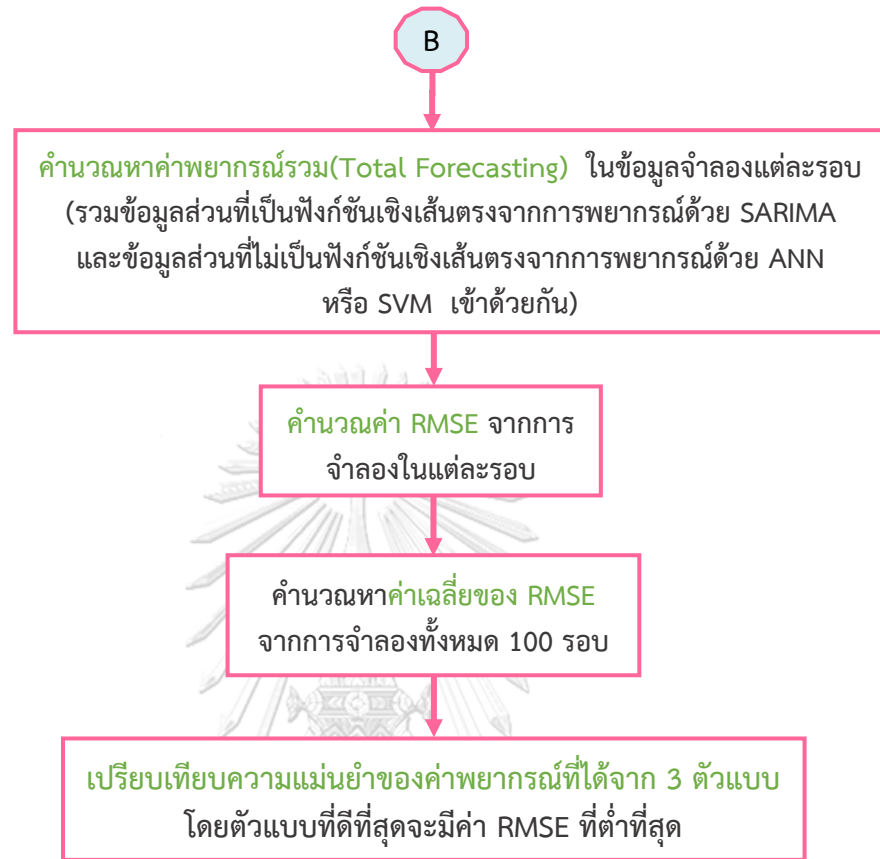 B
คำนวณหาค่าพยากรณ์รวม(Total Forecasting) ในข้อมูลจำลองแต่ละรอบ
(รวมข้อมูลส่วนที่เป็นฟังก์ชันเชิงเส้นตรงจากการพยากรณ์ด้วย SARIMA
และข้อมูลส่วนที่ไม่เป็นฟังก์ชันเชิงเส้นตรงจากการพยากรณ์ด้วย ANN
หรือ SVM เข้าด้วยกัน)
คำนวณค่า RMSE จากการ
จำลองในแต่ละรอบ
คำนวณหาค่าเฉลี่ยของ RMSE
จากการจำลองทั้งหมด 100 รอบ
เปรียบเทียบความแม่นยำของค่าพยากรณ์ที่ได้จาก 3 ตัวแบบ
โดยตัวแบบที่ดีที่สุดจะมีค่า RMSE ที่ต่ำที่สุด